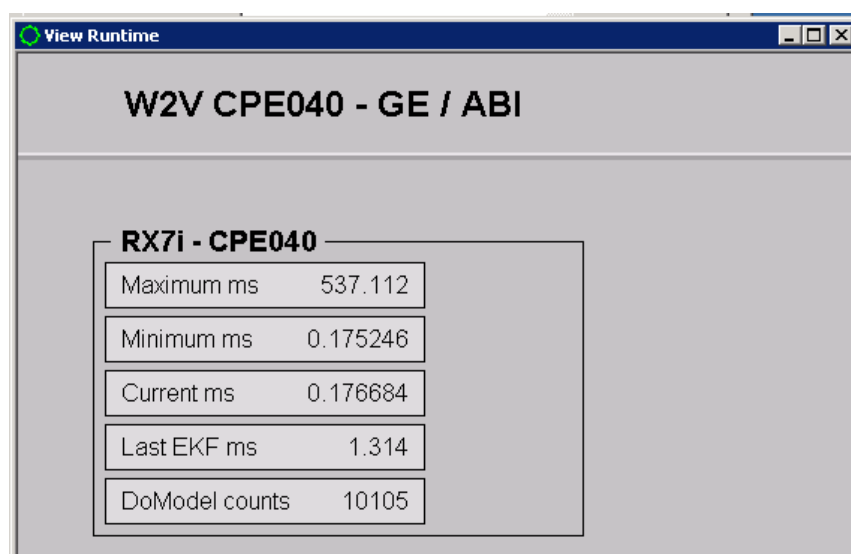 View Runtime
W2V CPE040 - GE / ABI
RX7i - CPE040
Maximum ms 537.112
Minimum ms 0.175246
Current ms 0.176684
Last EKF ms 1.314
DoModel counts 10105